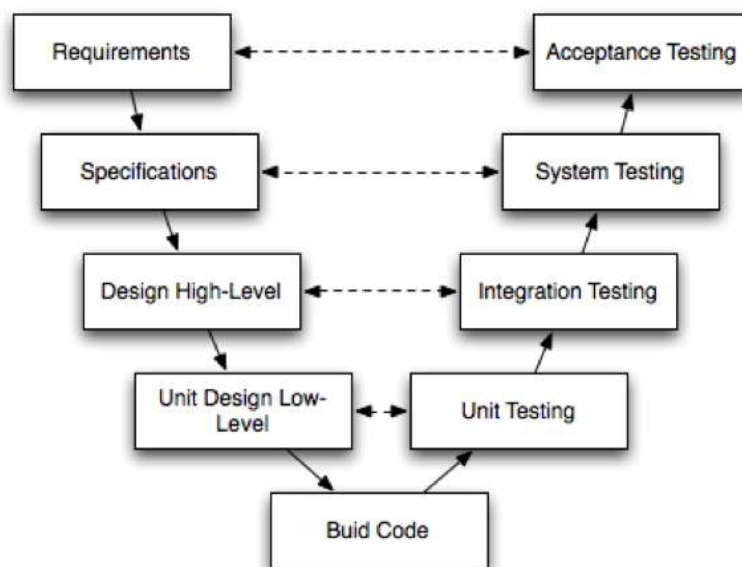 Requirements
Acceptance Testing
Specifications
System Testing
Design High-Level
Integration Testing
Unit Design Low-
Level
Unit Testing
Buid Code